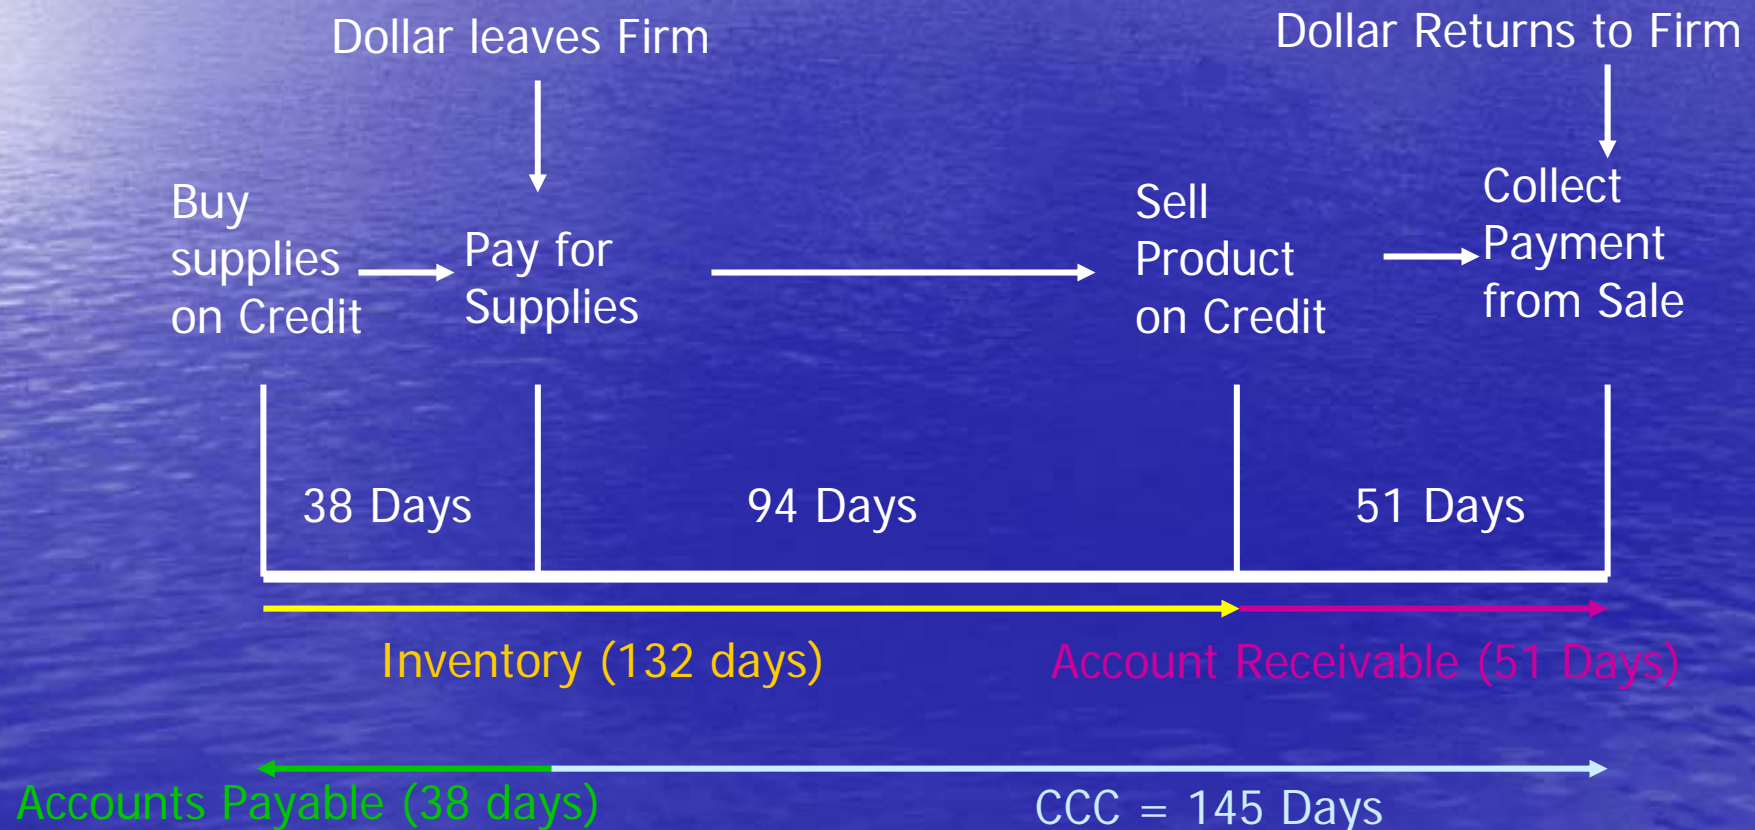 Dollar leaves Firm
Dollar Returns to Firm
Buy
supplies
on Credit
Pay for
Supplies
Sell
Product
on Credit
Collect
Payment
from Sale
38 Days
94 Days
51 Days
Inventory (132 days)
Account Receivable (51 Days)
Accounts Payable (38 days)
CCC = 145 Days